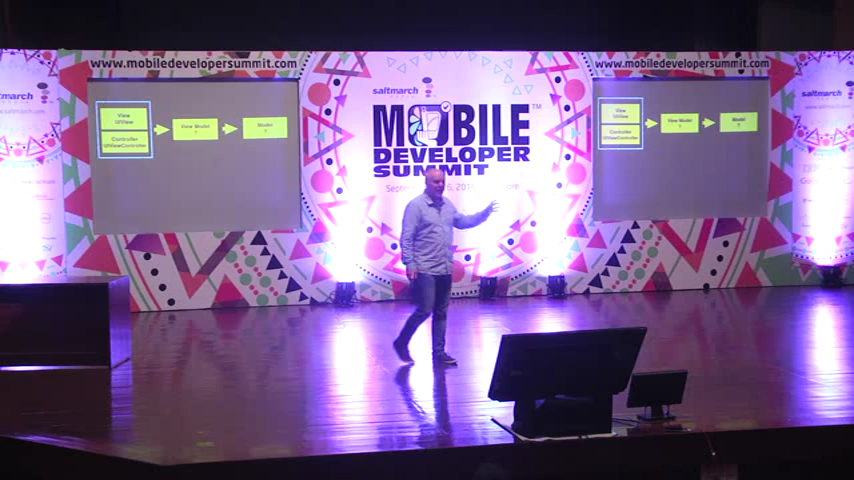 www.mobiledevelopersummit.com
www.mobiledevelopersummit.com
saltmarch
View
UIView
Controller
UIViewController
View Model
?
Model
?
saltmarch
MOBILE™
DEVELOPER
SUMMIT
View
UIView
Controller
UIViewController
View Model
?
Model
?
saltmarch